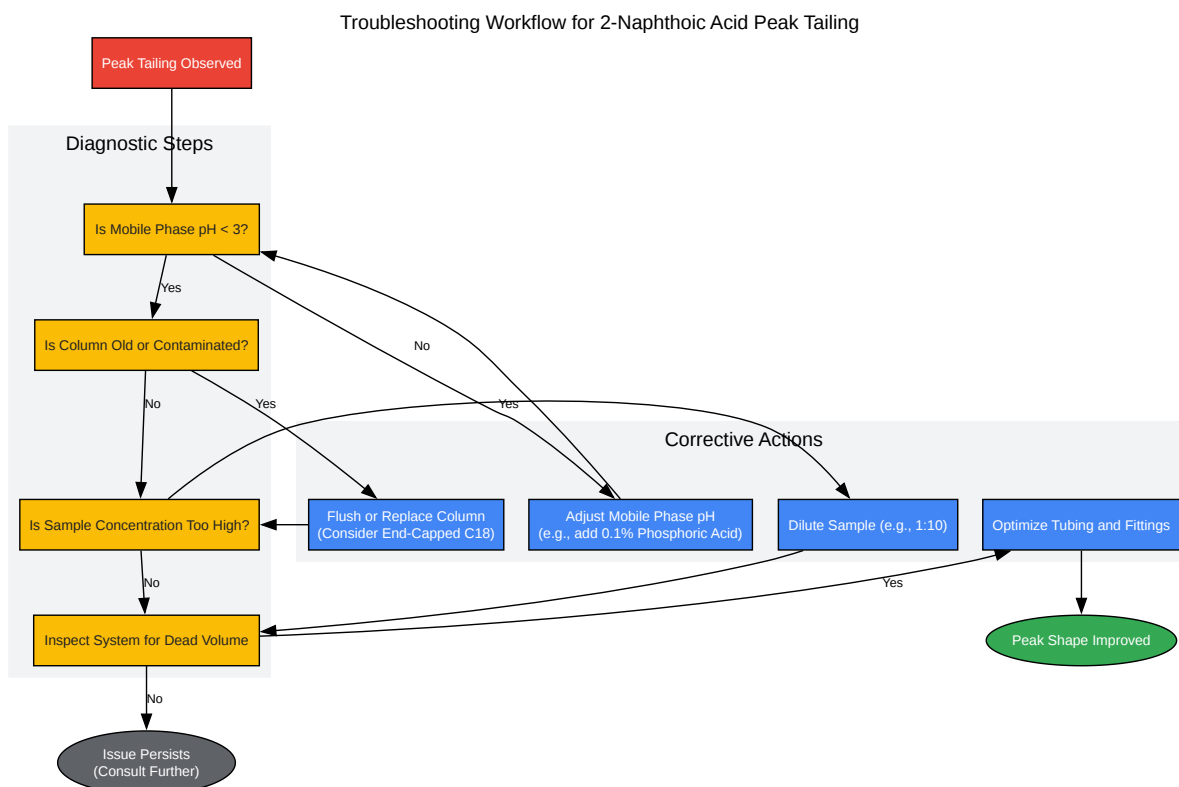 Troubleshooting Workflow for 2-Naphthoic Acid Peak Tailing
Peak Tailing Observed
Diagnostic Steps
Is Mobile Phase pH < 3?
Yes
Is Column Old or Contaminated?
No
No
Yes
Yes
Corrective Actions
Is Sample Concentration Too High?
Flush or Replace Column
(Consider End-Capped C18)
Adjust Mobile Phase pH
(e.g., add 0.1% Phosphoric Acid)
Dilute Sample (e.g., 1:10)
Optimize Tubing and Fittings
No
Yes
Inspect System for Dead Volume
Peak Shape Improved
No
Issue Persists
(Consult Further)